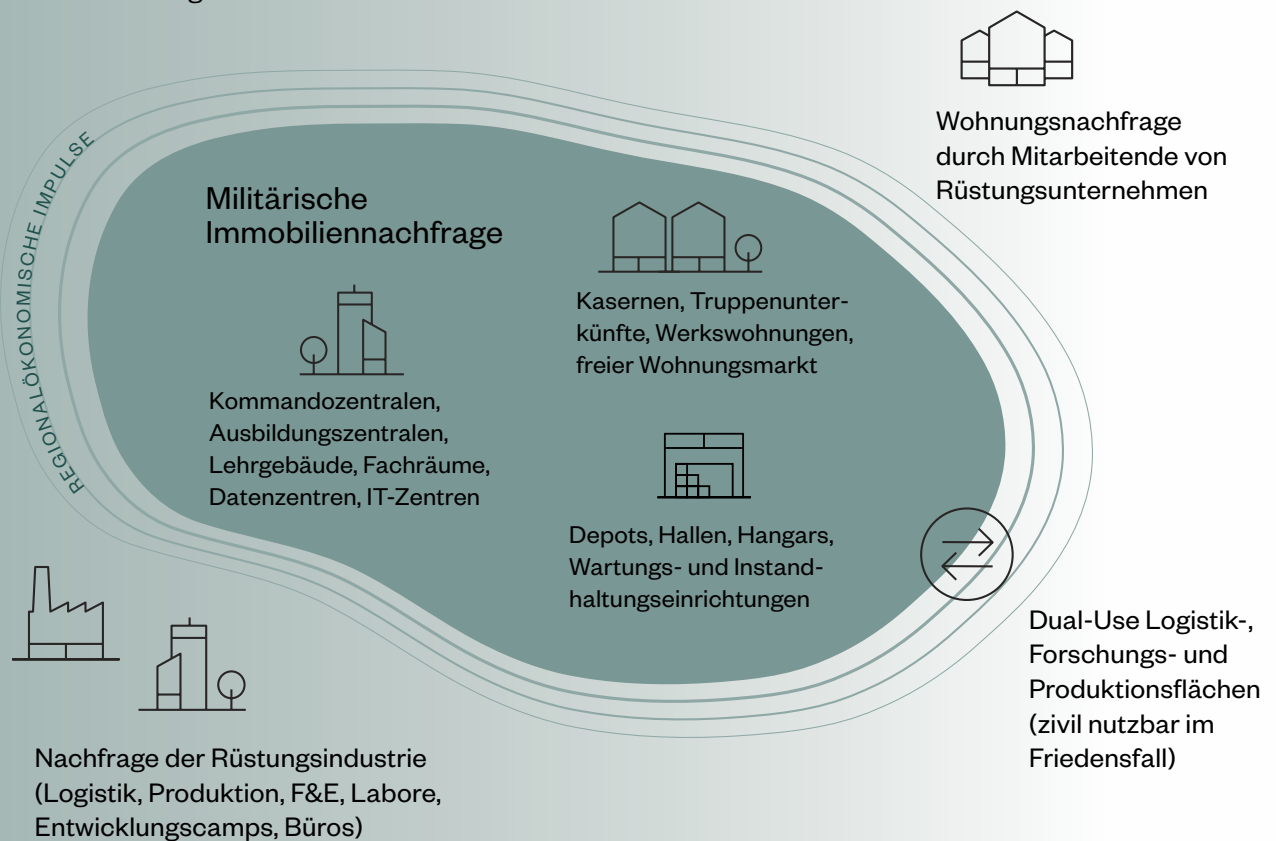 Wohnungsnachfrage
durch Mitarbeitende von
Rüstungsunternehmen
REGIONALÖKONOMISCHE IMPULSE
Militärische
Immobiliennachfrage
Kasernen, Truppenunter-
künfte, Werkswohnungen,
freier Wohnungsmarkt
Kommandozentralen,
Ausbildungszentralen,
Lehrgebäude, Fachräume,
Datenzentren, IT-Zentren
Depots, Hallen, Hangars,
Wartungs- und Instand-
haltungseinrichtungen
Dual-Use Logistik-,
Forschungs- und
Produktionsflächen
(zivil nutzbar im
Friedensfall)
Nachfrage der Rüstungsindustrie
(Logistik, Produktion, F&E, Labore,
Entwicklungscamps, Büros)